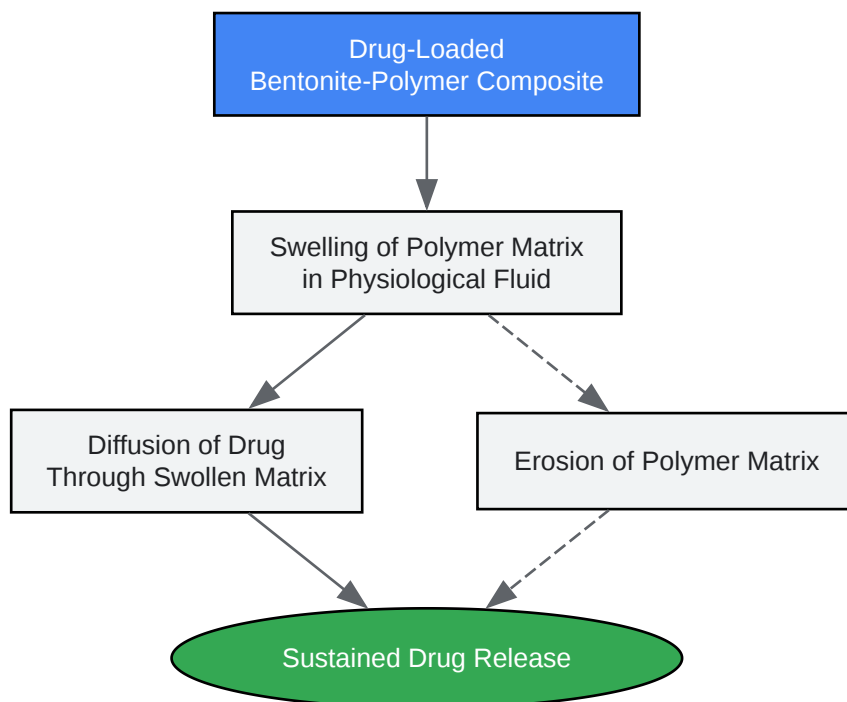 Drug-Loaded
Bentonite-Polymer Composite
Swelling of Polymer Matrix
in Physiological Fluid
Diffusion of Drug
Through Swollen Matrix
Erosion of Polymer Matrix
Sustained Drug Release